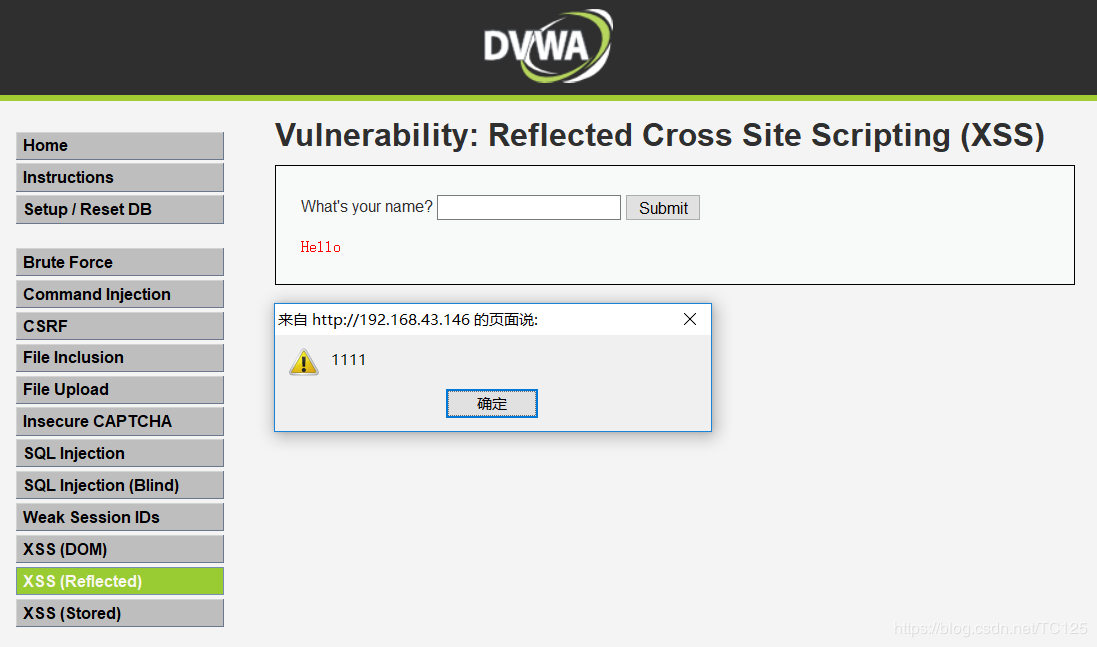 DVWA
Home
Instructions
Setup / Reset DB
Brute Force
Command Injection
CSRF
File Inclusion
File Upload
Insecure CAPTCHA
SQL Injection
SQL Injection (Blind)
Weak Session IDs
XSS (DOM)
XSS (Reflected)
XSS (Stored)
Vulnerability: Reflected Cross Site Scripting (XSS)
What's your name? Submit
Hello
来自 http://192.168.43.146 的页面说:
1111
确定
https://blog.csdn.net/TC125